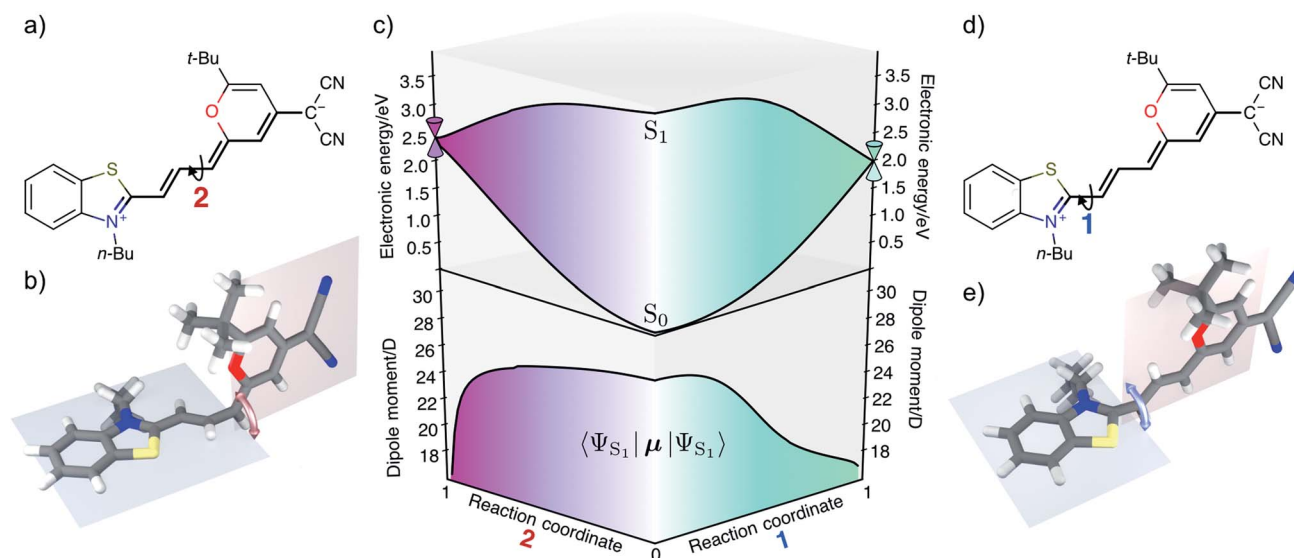 a)
t-Bu
O
CN
C⁻
CN
S
N⁺
n-Bu
2
b)
c)
Electronic energy/eV
3.5
3.0
2.5
2.0
1.5
1.0
0.5
S₁
S₀
Electronic energy/eV
3.5
3.0
2.5
2.0
1.5
1.0
0.5
Dipole moment/D
30
28
26
24
22
20
18
⟨Ψ_S₁| μ |Ψ_S₁⟩
Dipole moment/D
30
28
26
24
22
20
18
1
Reaction coordinate
2
0
Reaction coordinate
1
1
d)
t-Bu
O
CN
C⁻
CN
S
N⁺
n-Bu
1
e)